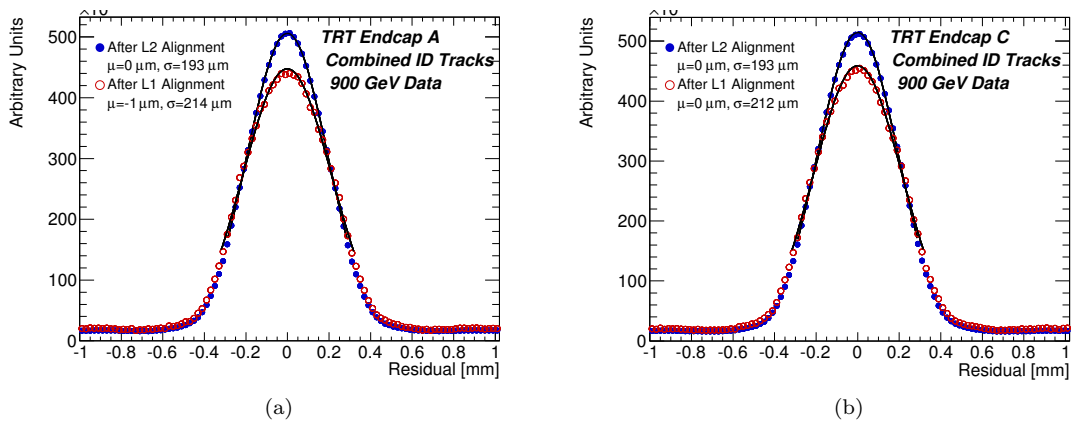 TRT Endcap A
Combined ID Tracks
900 GeV Data
After L2 Alignment
μ=0 μm, σ=193 μm
After L1 Alignment
μ=-1 μm, σ=214 μm
Arbitrary Units
500
400
300
200
100
0
-1 -0.8 -0.6 -0.4 -0.2 0 0.2 0.4 0.6 0.8 1
Residual [mm]
(a)
TRT Endcap C
Combined ID Tracks
900 GeV Data
After L2 Alignment
μ=0 μm, σ=193 μm
After L1 Alignment
μ=0 μm, σ=212 μm
Arbitrary Units
500
400
300
200
100
0
-1 -0.8 -0.6 -0.4 -0.2 0 0.2 0.4 0.6 0.8 1
Residual [mm]
(b)